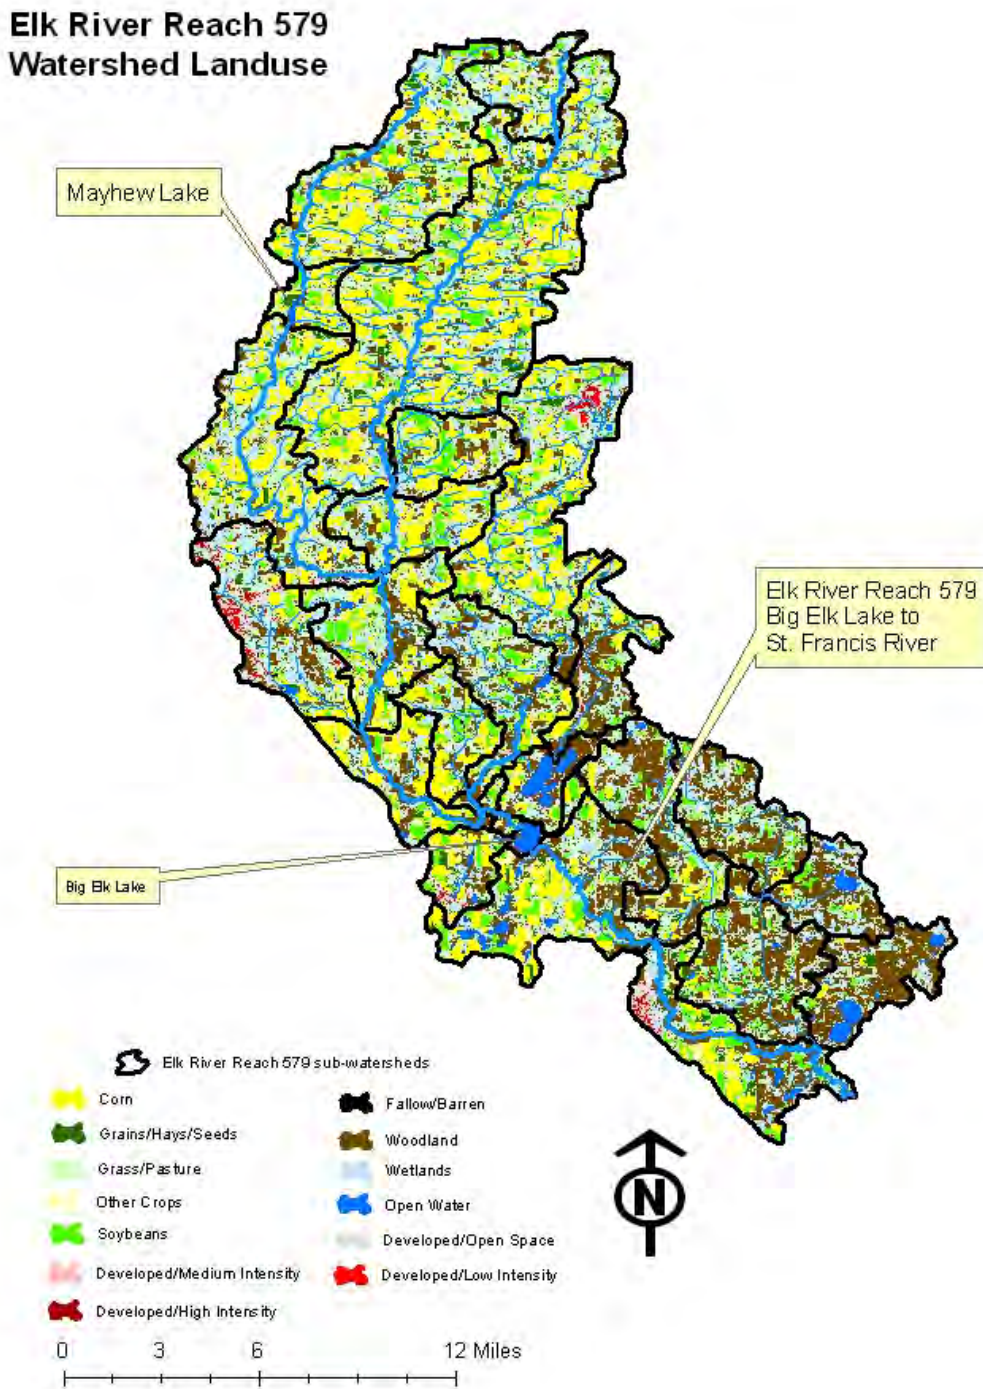 Elk River Reach 579
Watershed Landuse
Mayhew Lake
Elk River Reach 579
Big Elk Lake to
St. Francis River
Big Elk Lake
Elk River Reach 579 sub-watersheds
Corn
Grains/Hays/Seeds
Grass/Pasture
Other Crops
Soybeans
Developed/Medium Intensity
Developed/High Intensity
Fallow/Barren
Woodland
Wetlands
Open Water
Developed/Open Space
Developed/Low Intensity
N
0 3 6 12 Miles